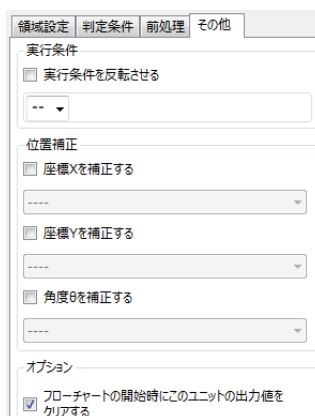 領域設定 判定条件 前処理 その他
実行条件
実行条件を反転させる
--
位置補正
座標Xを補正する
----
座標Yを補正する
----
角度θを補正する
----
オプション
フローチャートの開始時にこのユニットの出力値を
クリアする